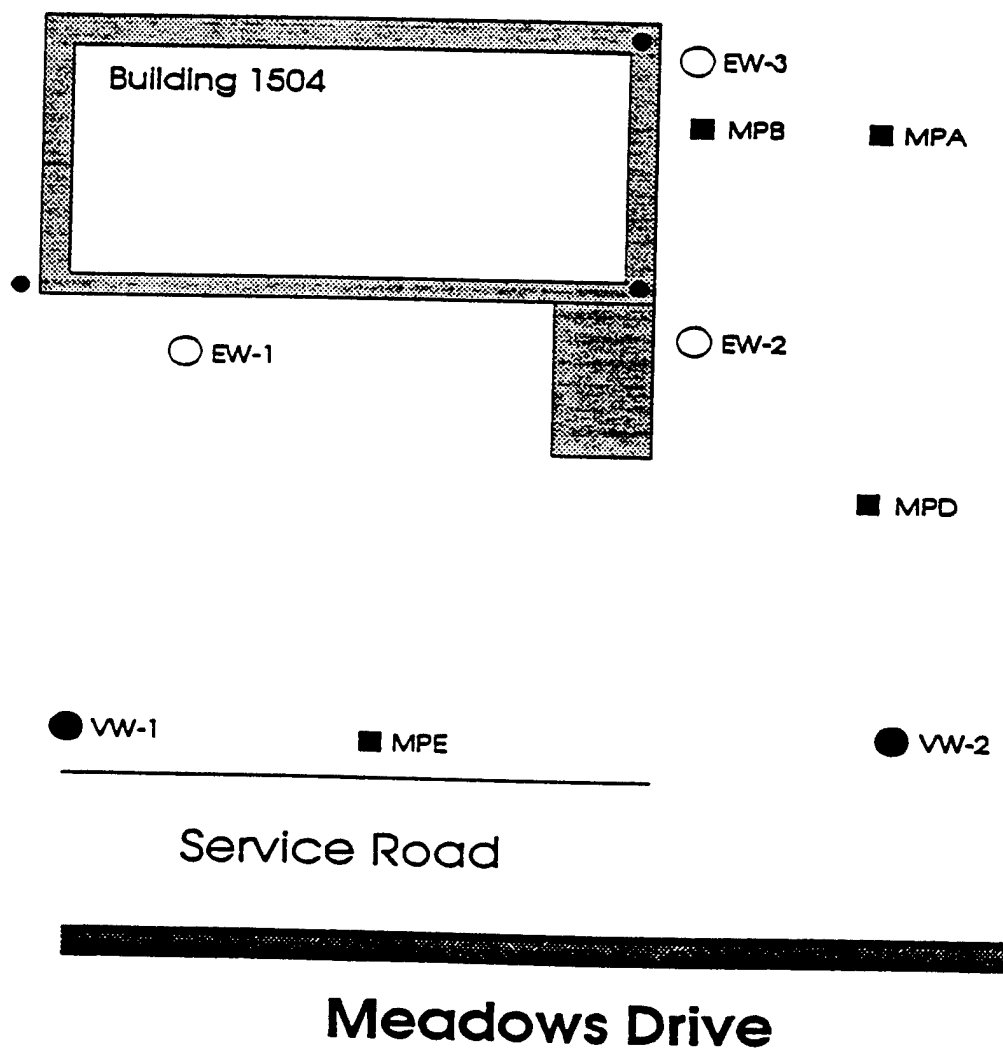 Building 1504
EW-3
MPB
MPA
EW-1
EW-2
MPD
VW-1
MPE
VW-2
Service Road
Meadows Drive